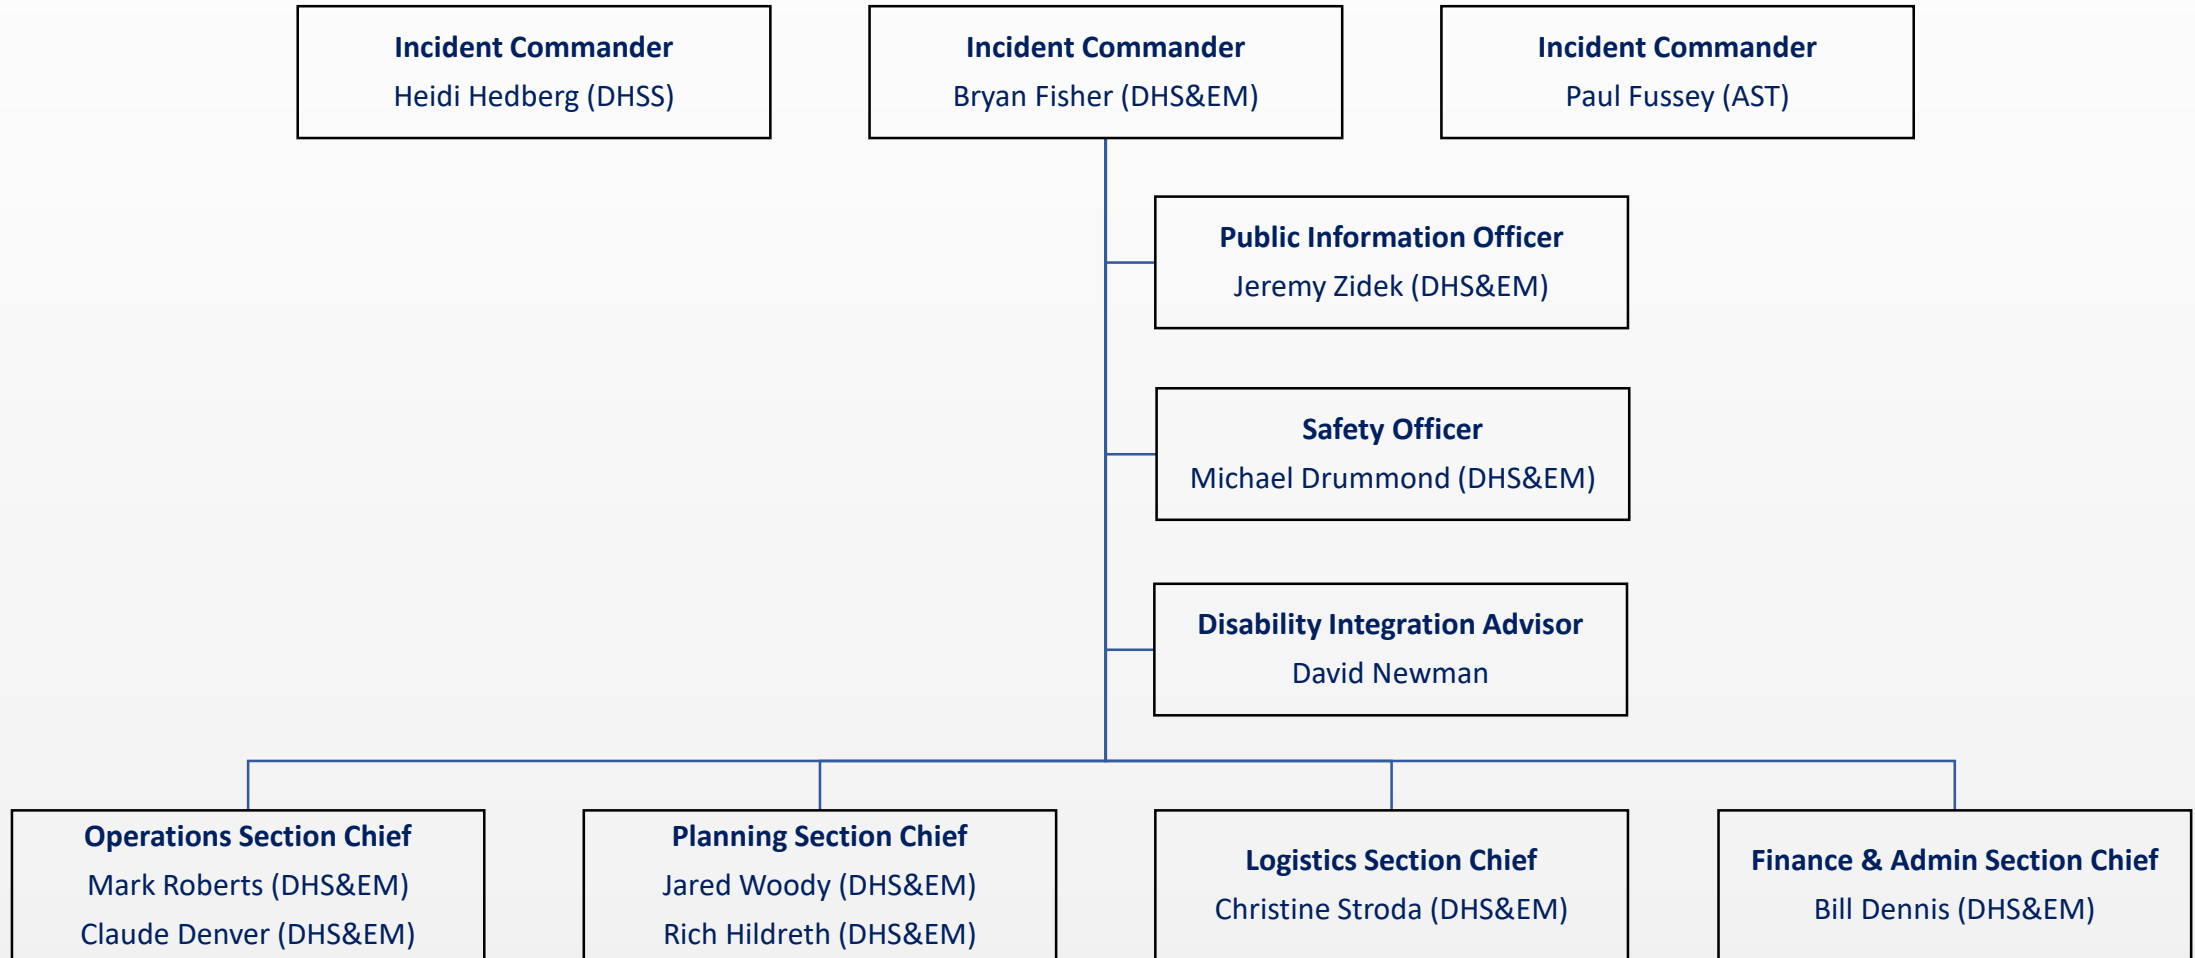 Incident Commander
Heidi Hedberg (DHSS)
Incident Commander
Bryan Fisher (DHS&EM)
Incident Commander
Paul Fussey (AST)
Public Information Officer
Jeremy Zidek (DHS&EM)
Safety Officer
Michael Drummond (DHS&EM)
Disability Integration Advisor
David Newman
Operations Section Chief
Mark Roberts (DHS&EM)
Claude Denver (DHS&EM)
Planning Section Chief
Jared Woody (DHS&EM)
Rich Hildreth (DHS&EM)
Logistics Section Chief
Christine Stroda (DHS&EM)
Finance & Admin Section Chief
Bill Dennis (DHS&EM)